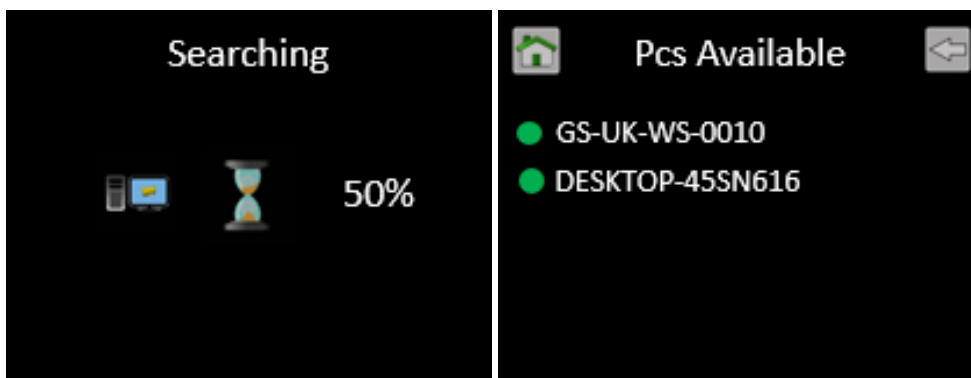 Searching
50%
Pcs Available
GS-UK-WS-0010
DESKTOP-45SN616